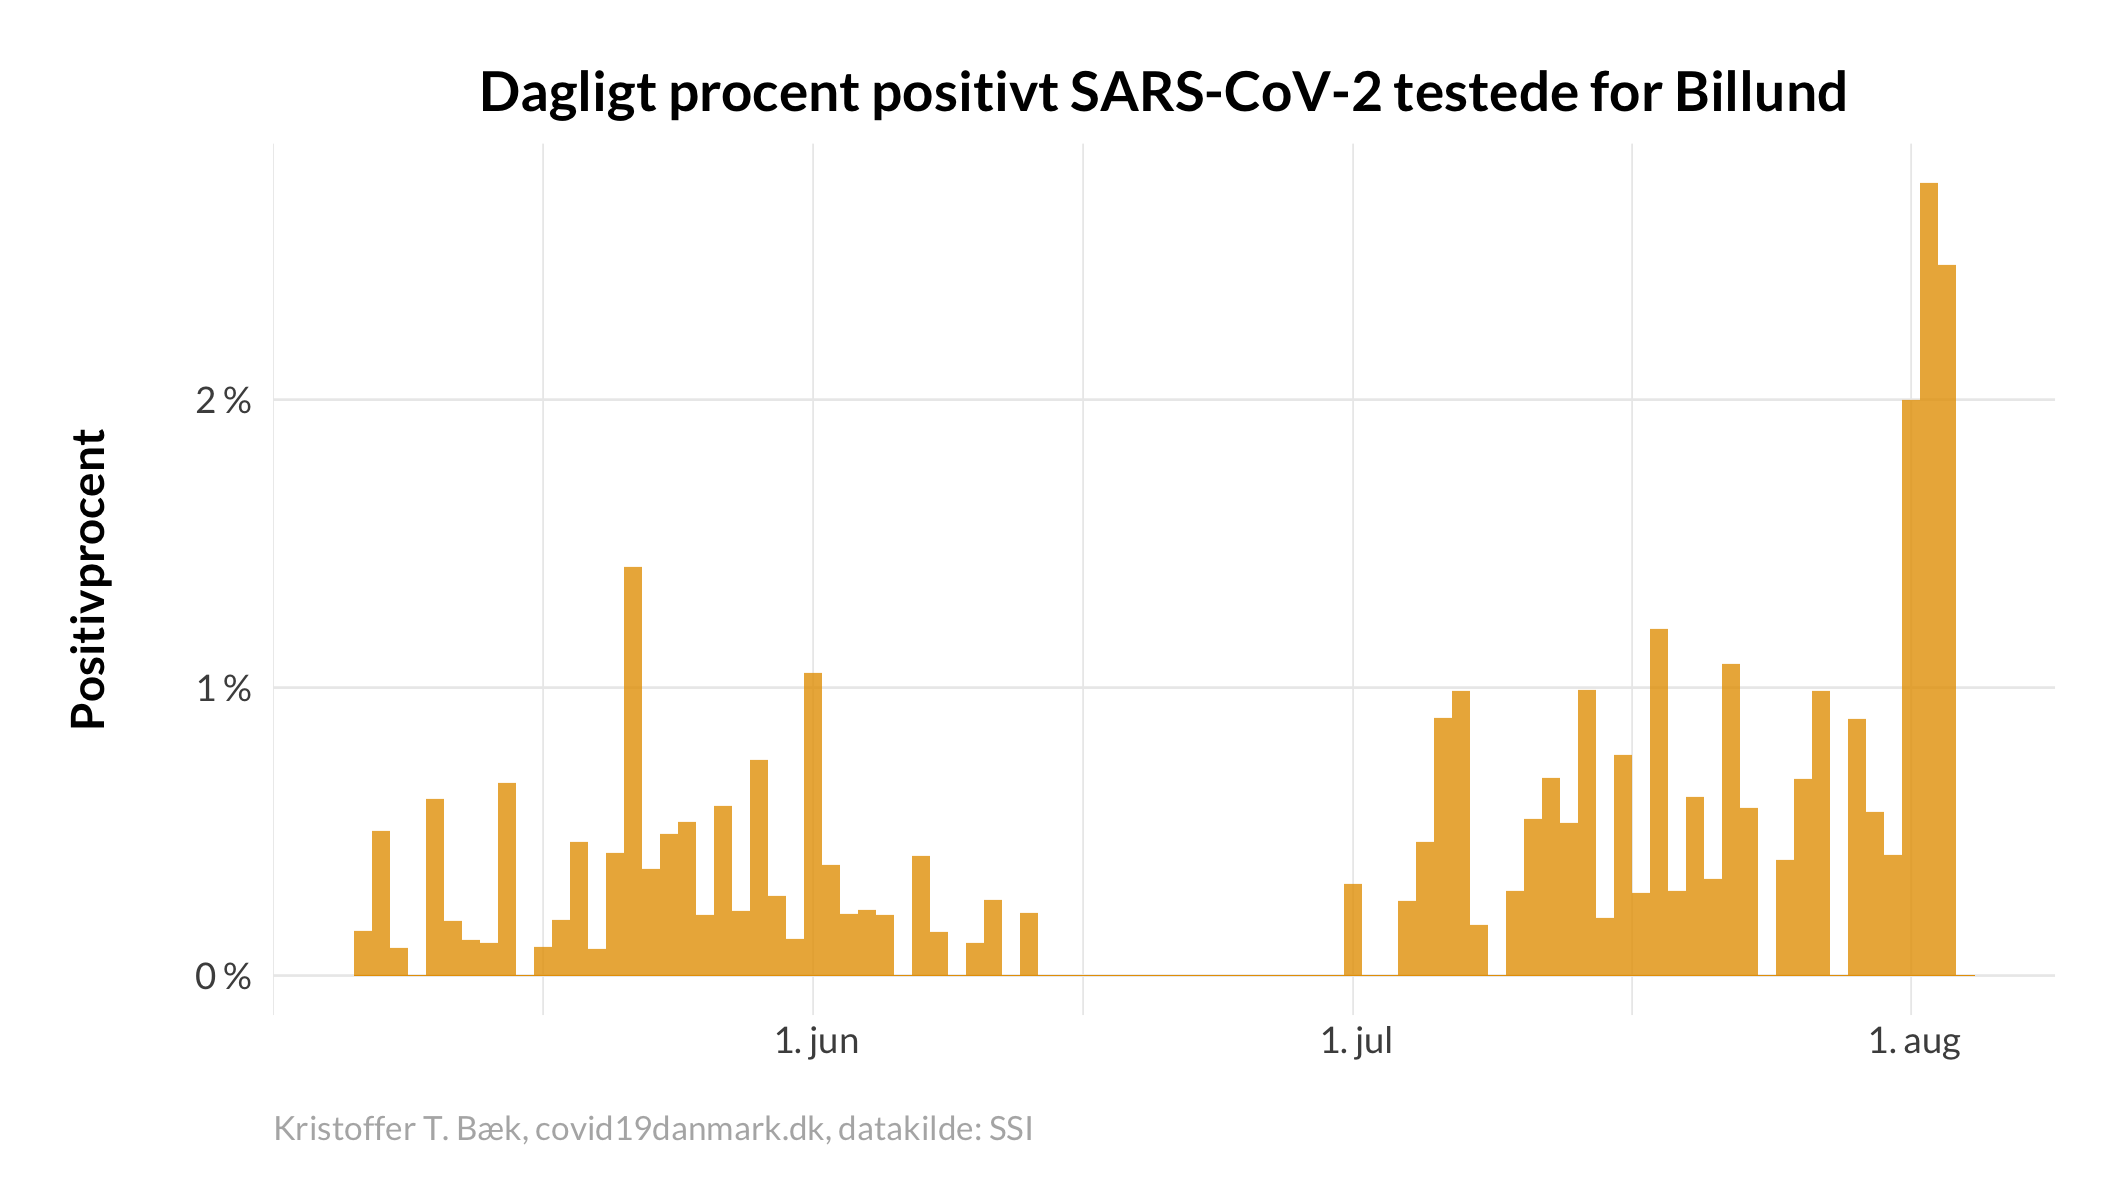 Dagligt procent positivt SARS-CoV-2 testede for Billund
Positivprocent
2 %
1 %
0 %
1. jun
1. jul
1. aug
Kristoffer T. Bæk, covid19danmark.dk, datakilde: SSI